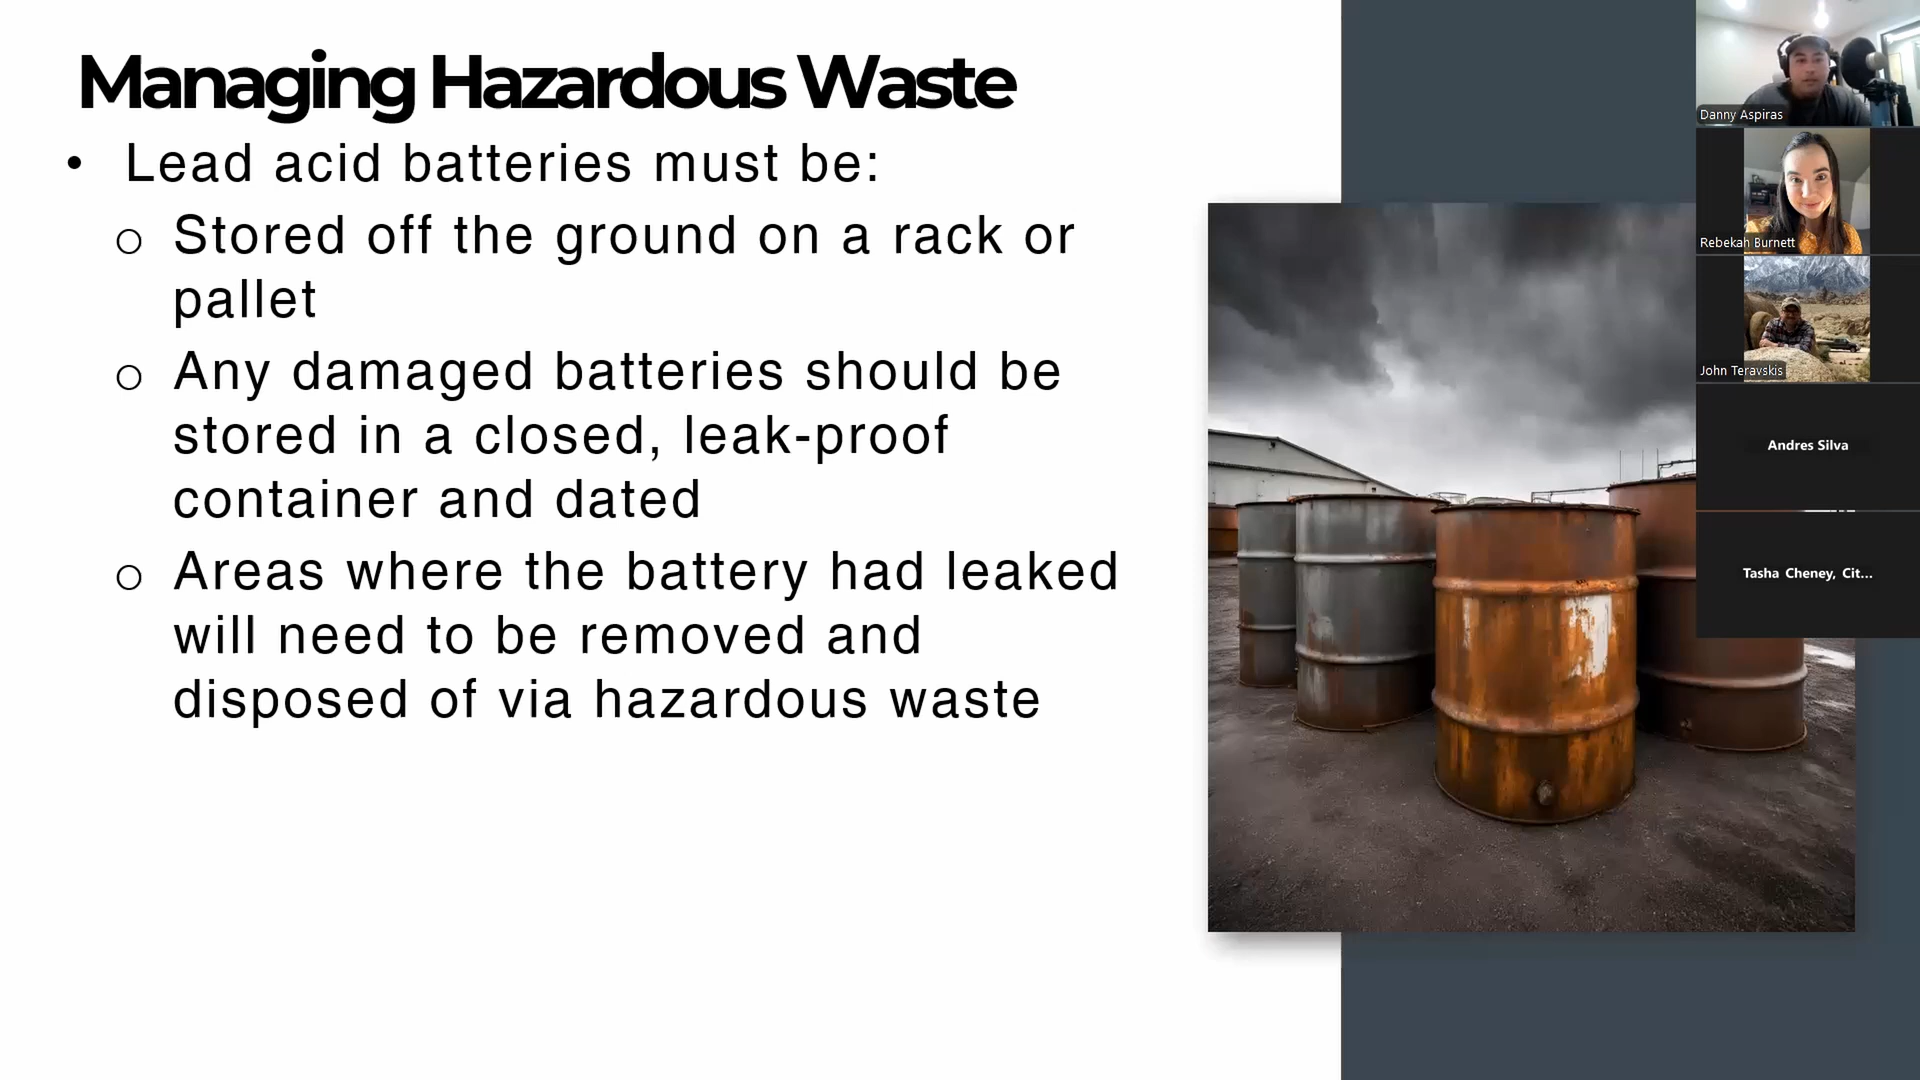 Managing Hazardous Waste
• Lead acid batteries must be:
o Stored off the ground on a rack or
pallet
o Any damaged batteries should be
stored in a closed, leak-proof
container and dated
o Areas where the battery had leaked
will need to be removed and
disposed of via hazardous waste
Danny Aspiras
Rebekah Burnett
John Teravskis
Andres Silva
Tasha Cheney, Cit...